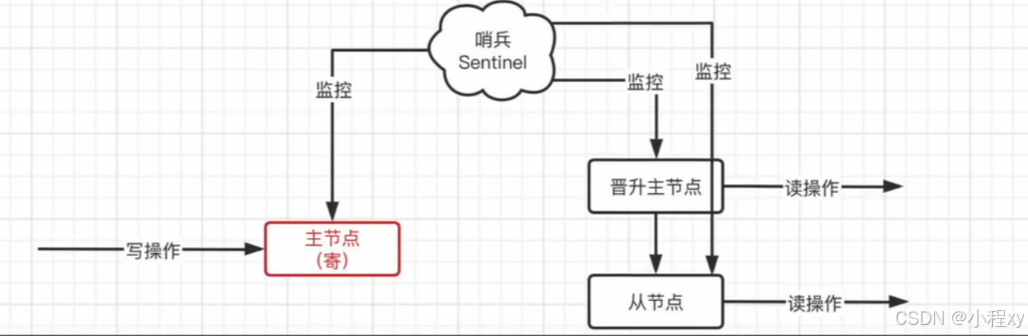 哨兵
Sentinel
监控
监控
监控
晋升主节点
读操作
写操作
主节点
（寄）
从节点
读操作
CSDN @小程xy